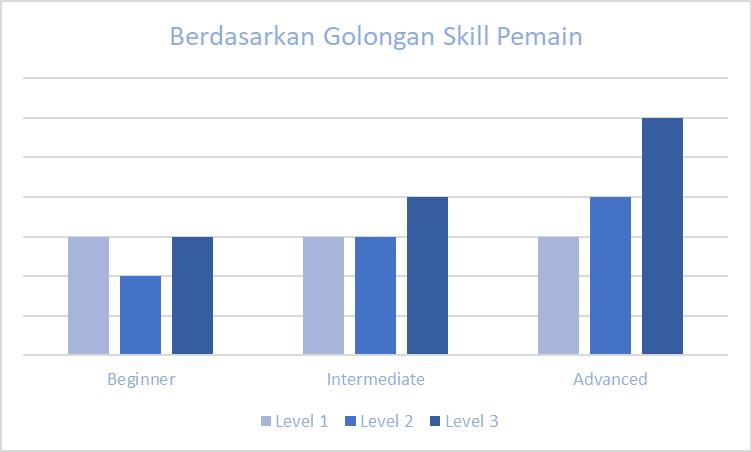 Berdasarkan Golongan Skill Pemain
Beginner Intermediate Advanced
Level 1 Level 2 Level 3